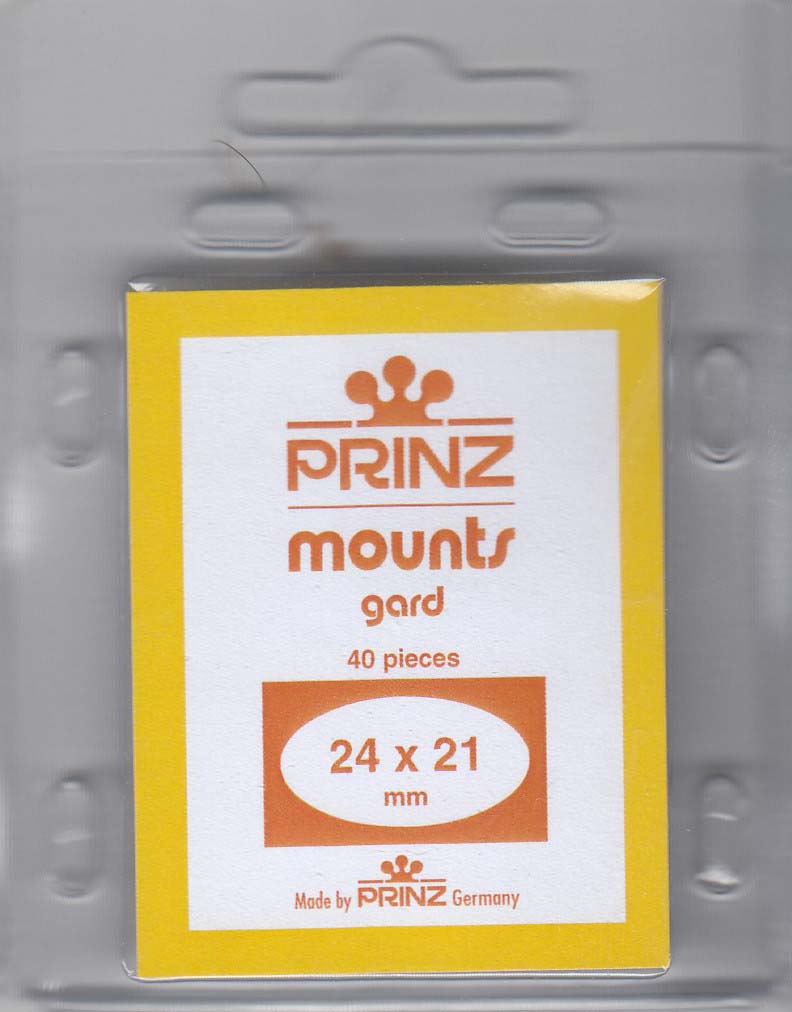 PRINZ
mounts
gard
40 pieces
24 x 21
mm
Made by PRINZ Germany